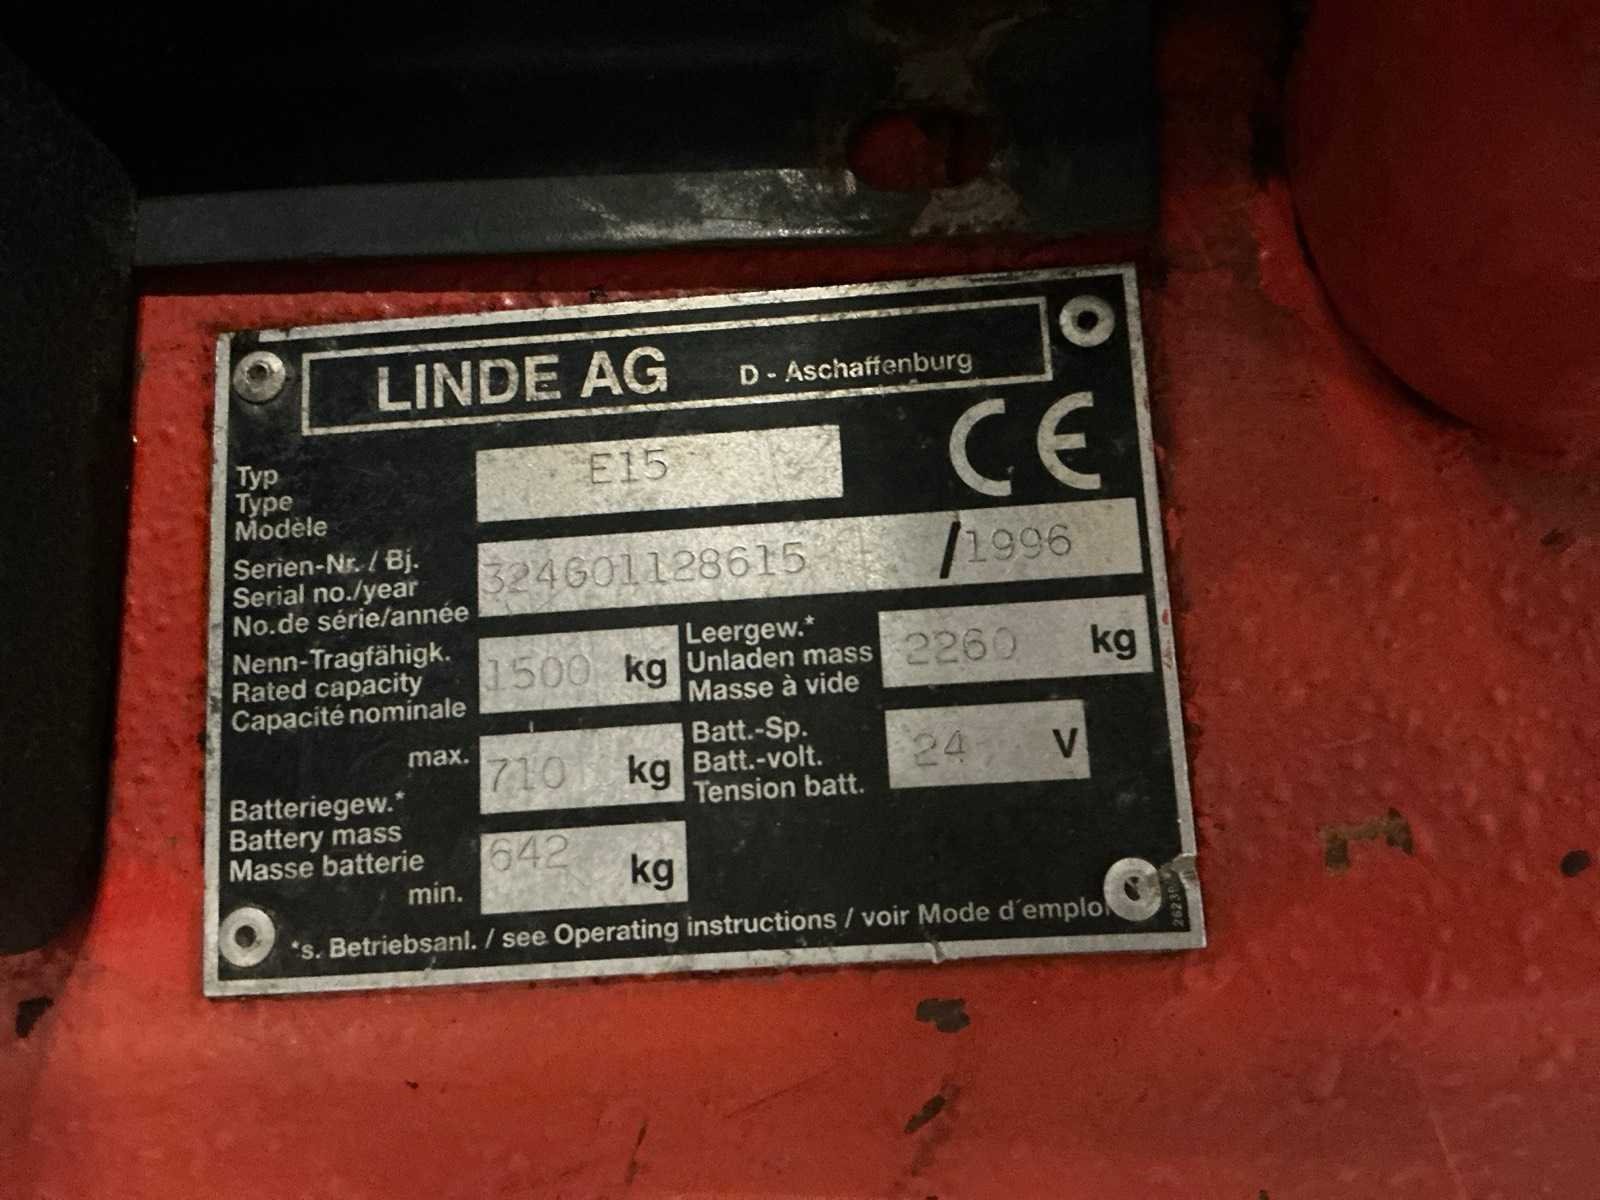 LINDE AG D - Aschaffenburg
CE
Typ
Type
Modèle
E15
Serien-Nr. / Bj.
Serial no./year
No.de série/année
324G01128615 /1996
Nenn-Tragfähigk.
Rated capacity
Capacité nominale
1500 kg
Leergew.*
Unladen mass
Masse à vide
2260 kg
max.
710 kg
Batt.-Sp.
Batt.-volt.
Tension batt.
24 V
Batteriegew.*
Battery mass
Masse batterie
min.
642 kg
*s. Betriebsanl. / see Operating instructions / voir Mode d´emploi